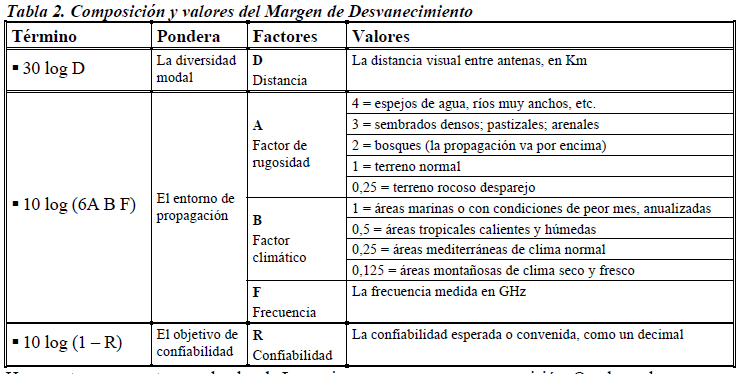 Tabla 2. Composición y valores del Margen de Desvanecimiento
Término Pondera Factores Valores
▪ 30 log D
La diversidad
modal
D
Distancia
La distancia visual entre antenas, en Km
▪ 10 log (6A B F)
El entorno de
propagación
A
Factor de
rugosidad
4 = espejos de agua, ríos muy anchos, etc.
3 = sembrados densos; pastizales; arenales
2 = bosques (la propagación va por encima)
1 = terreno normal
0,25 = terreno rocoso desparejo
B
Factor
climático
1 = áreas marinas o con condiciones de peor mes, anualizadas
0,5 = áreas tropicales calientes y húmedas
0,25 = áreas mediterráneas de clima normal
0,125 = áreas montañosas de clima seco y fresco
F
Frecuencia
La frecuencia medida en GHz
▪ 10 log (1 – R)
El objetivo de
confiabilidad
R
Confiabilidad
La confiabilidad esperada o convenida, como un decimal